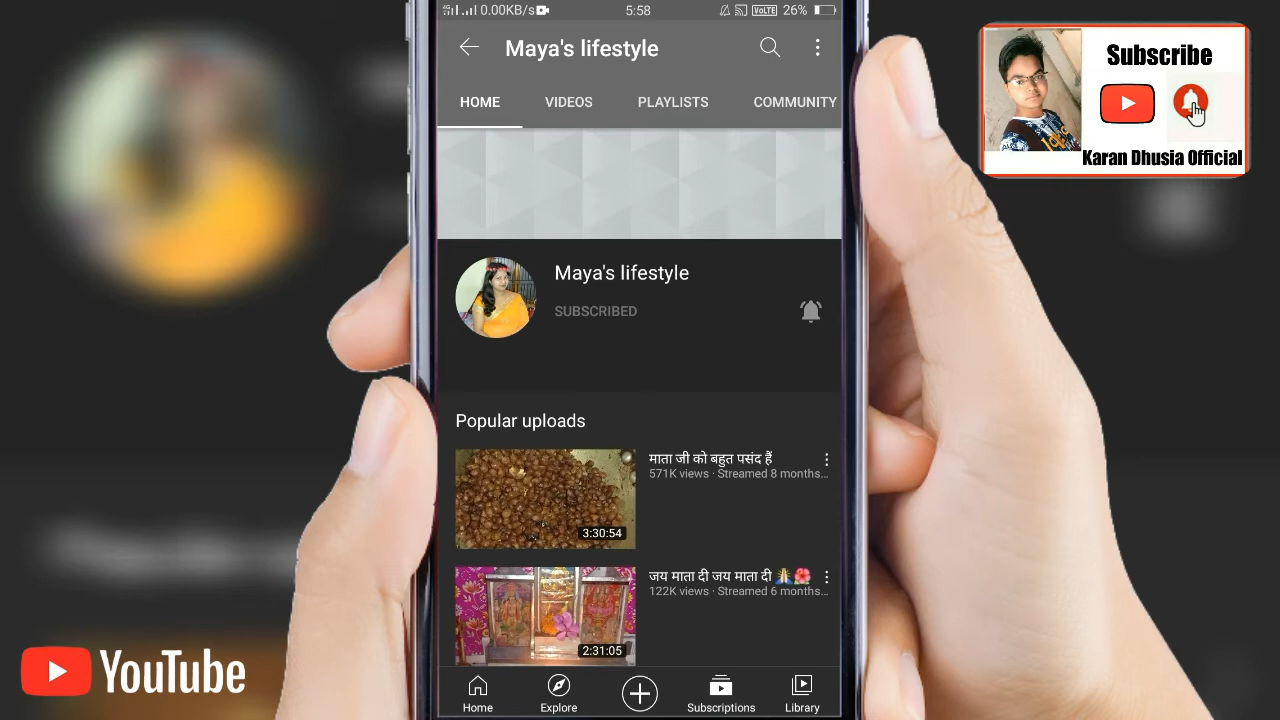 0.00KB/s 5:58 VoLTE 26%
Maya's lifestyle
HOME VIDEOS PLAYLISTS COMMUNITY
Maya's lifestyle
SUBSCRIBED
Popular uploads
माता जी को बहुत पसंद हैं
571K views · Streamed 8 months...
3:30:54
जय माता दी जय माता दी 🙏🌺
122K views · Streamed 6 months...
2:31:05
Home Explore Subscriptions Library
Subscribe
Karan Dhusia Official
YouTube